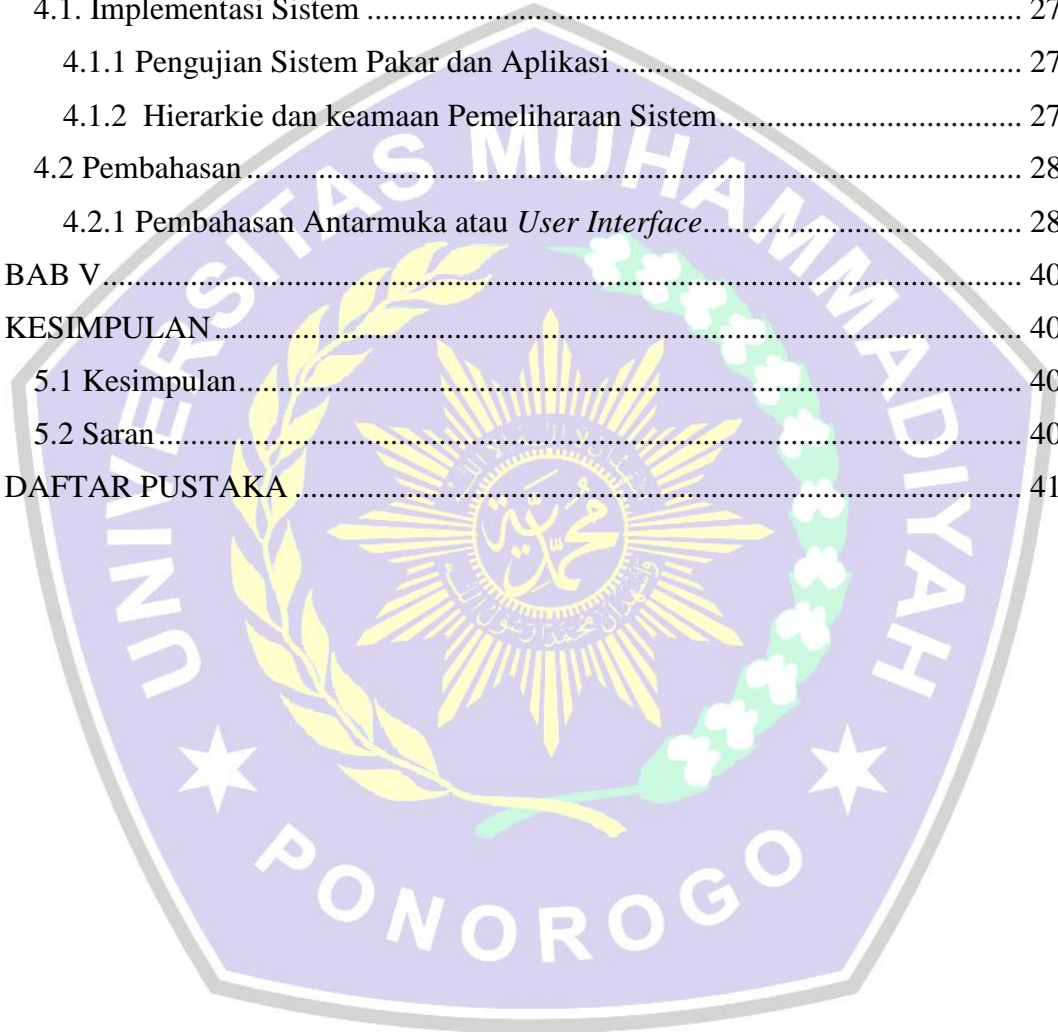 4.1. Implementasi Sistem ........................ 27
4.1.1 Pengujian Sistem Pakar dan Aplikasi ........................ 27
4.1.2 Hierarkie dan keamaan Pemeliharaan Sistem ........................ 27
4.2 Pembahasan ........................ 28
4.2.1 Pembahasan Antarmuka atau User Interface ........................ 28
BAB V ........................ 40
KESIMPULAN ........................ 40
5.1 Kesimpulan ........................ 40
5.2 Saran ........................ 40
DAFTAR PUSTAKA ........................ 41
UNIVERSITAS MUHAMMADIYAH
PONOROGO
محمدية